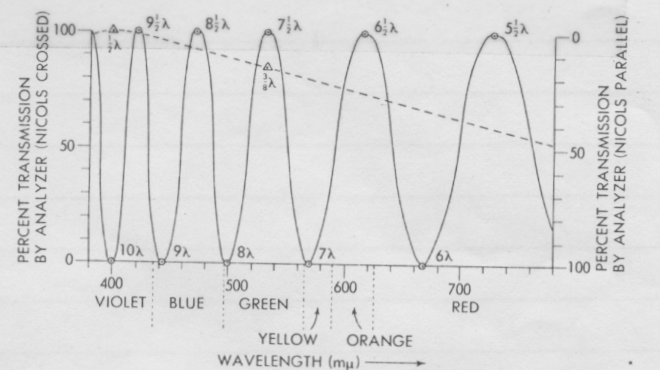 PERCENT TRANSMISSION
BY ANALYZER (NICOLS CROSSED)
100
50
0
½λ
9½λ
8½λ
7½λ
6½λ
5½λ
⅜λ
10λ
9λ
8λ
7λ
6λ
0
50
100
PERCENT TRANSMISSION
BY ANALYZER (NICOLS PARALLEL)
400
500
600
700
VIOLET
BLUE
GREEN
RED
YELLOW
ORANGE
WAVELENGTH (mμ)